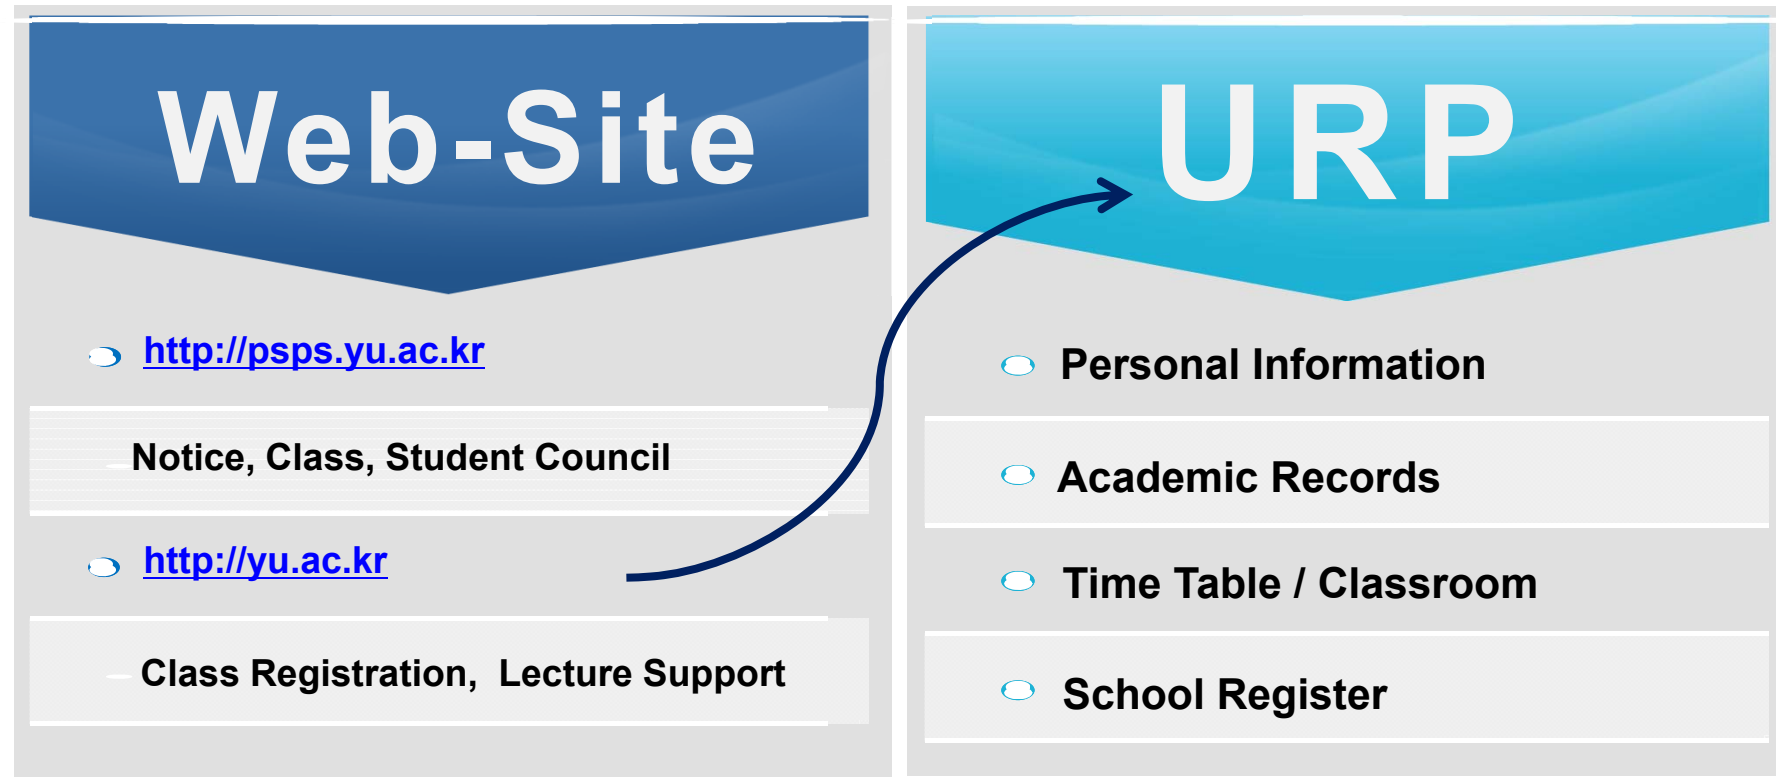 Web-Site
http://psps.yu.ac.kr
Notice, Class, Student Council
http://yu.ac.kr
Class Registration, Lecture Support
URP
Personal Information
Academic Records
Time Table / Classroom
School Register